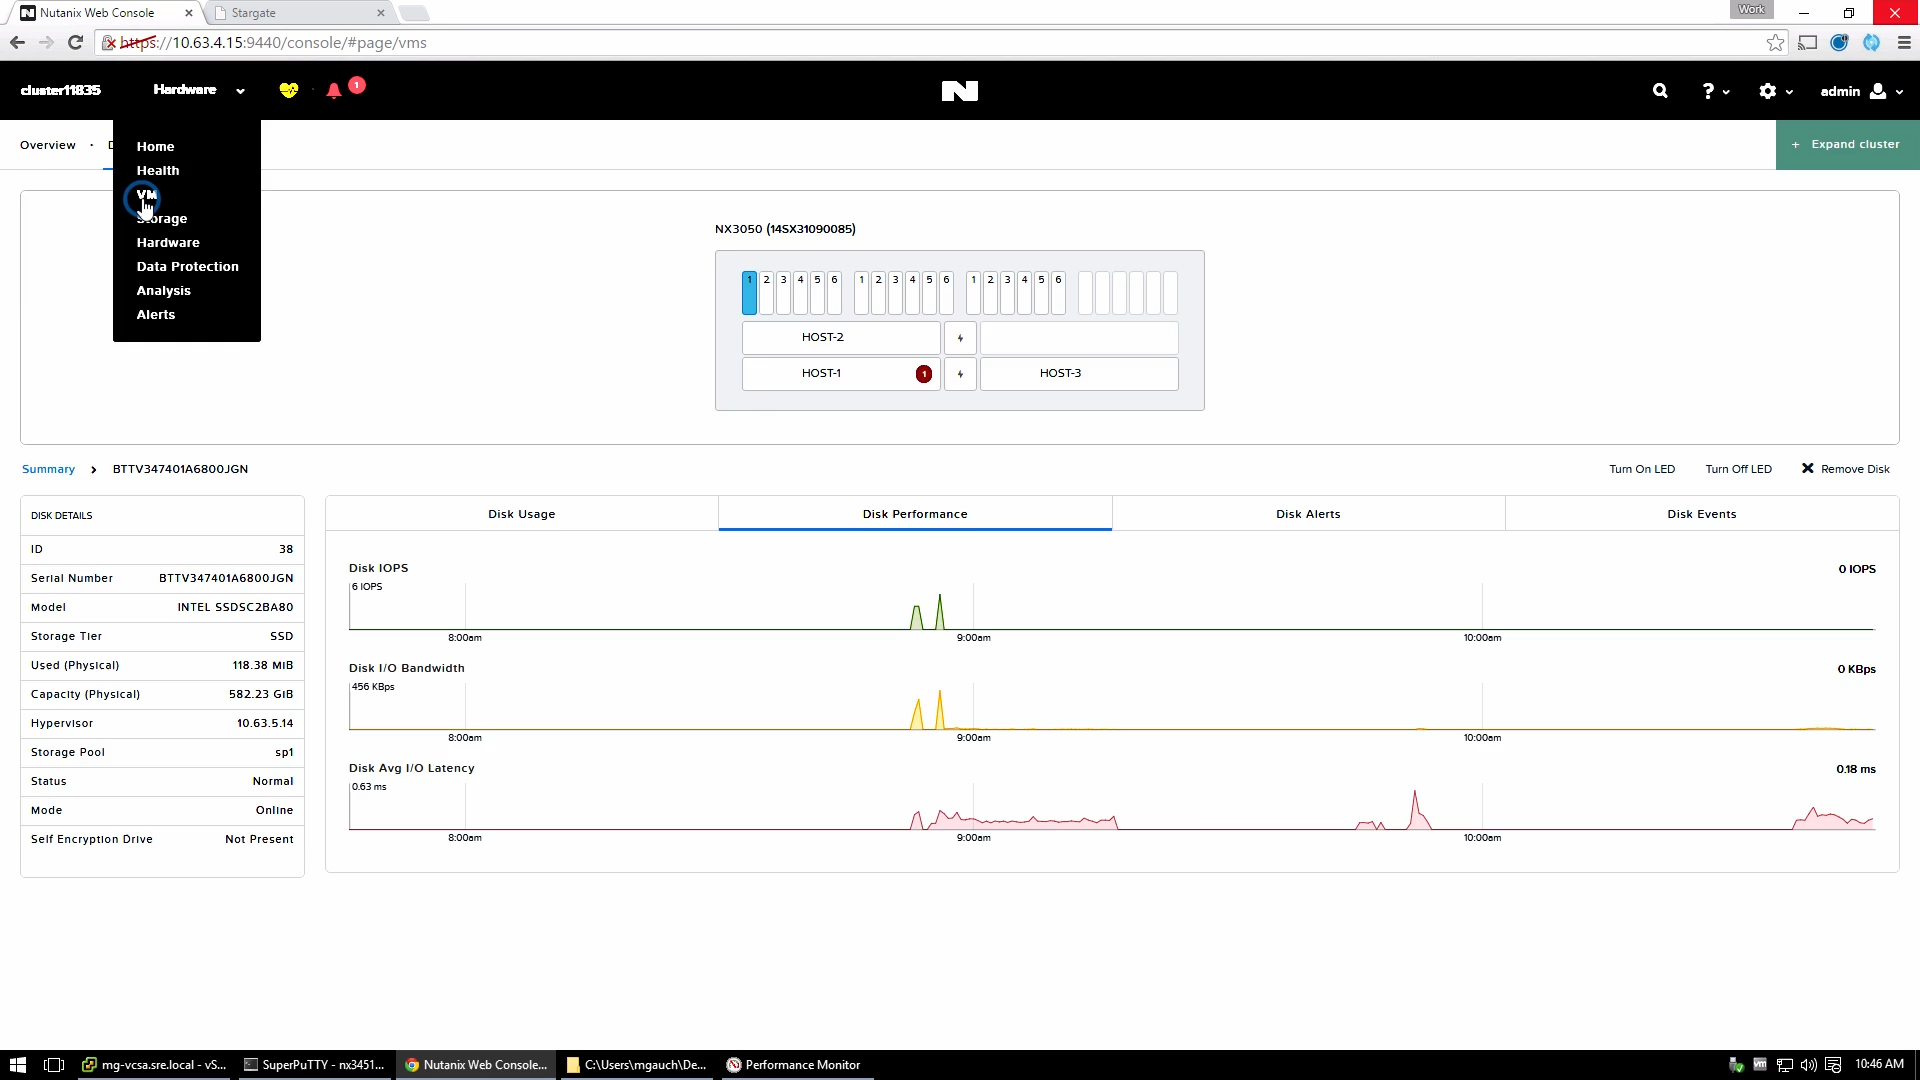 Nutanix Web Console
Stargate
Work
https://10.63.4.15:9440/console/#page/vms
cluster11835
Hardware
1
N
?
admin
Overview
D
+ Expand cluster
Home
Health
VM
Storage
Hardware
Data Protection
Analysis
Alerts
NX3050 (14SX31090085)
1 2 3 4 5 6 1 2 3 4 5 6 1 2 3 4 5 6
HOST-2
HOST-1 1 HOST-3
Summary > BTTV347401A6800JGN
Turn On LED Turn Off LED Remove Disk
DISK DETAILS
ID 38
Serial Number BTTV347401A6800JGN
Model INTEL SSDSC2BA80
Storage Tier SSD
Used (Physical) 118.38 MiB
Capacity (Physical) 582.23 GiB
Hypervisor 10.63.5.14
Storage Pool sp1
Status Normal
Mode Online
Self Encryption Drive Not Present
Disk Usage Disk Performance Disk Alerts Disk Events
Disk IOPS 0 IOPS
6 IOPS
8:00am 9:00am 10:00am
Disk I/O Bandwidth 0 KBps
456 KBps
8:00am 9:00am 10:00am
Disk Avg I/O Latency 0.18 ms
0.63 ms
8:00am 9:00am 10:00am
mg-vcsa.sre.local - vS...
SuperPuTTY - nx3451...
Nutanix Web Console...
C:\Users\mgauch\De...
Performance Monitor
vm
10:46 AM